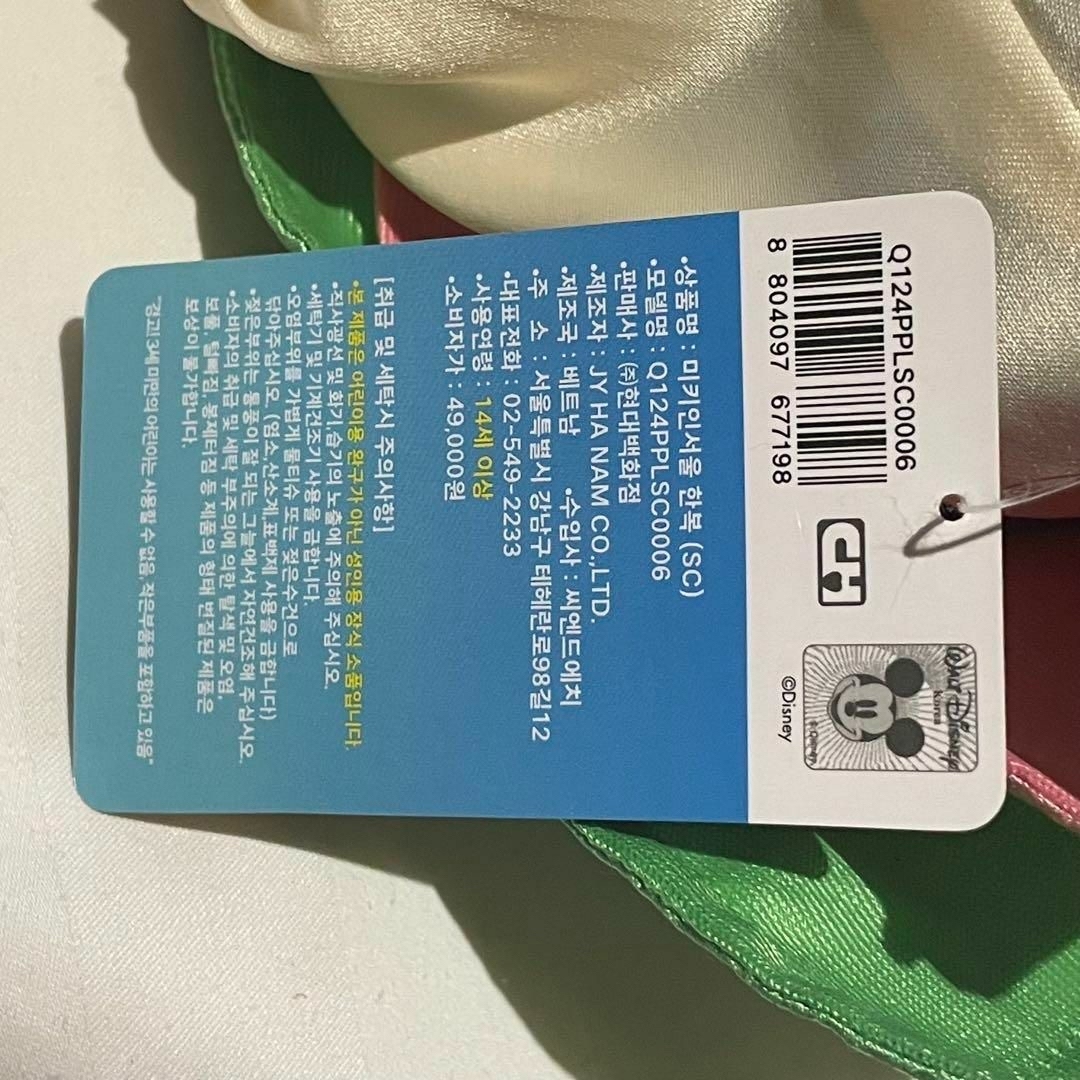 Q124PPLSC0006
8 804097 677198
CH
WALT DISNEY
Korea
© Disney
©Disney
•상품명 : 미키인서울 한복 (SC)
•모델명 : Q124PPLSC0006
•판매사 : ㈜현대백화점
•제조자 : JY HA NAM CO.,LTD.
•제조국 : 베트남 •수입사 : 씨엔드에치
•주 소 : 서울특별시 강남구 테헤란로98길12
•대표전화 : 02-549-2233
•사용연령 : 14세 이상
•소비자가 : 49,000원
[취급 및 세탁시 주의사항]
•본 제품은 어린이용 완구가 아닌 성인용 장식 소품입니다.
•직사광선 및 화기,습기의 노출에 주의해 주십시오.
•세탁기 및 기계건조기 사용을 금합니다.
•오염부위를 가볍게 물티슈 또는 젖은수건으로
닦아주십시오. (염소,산소계,표백제 사용을 금합니다)
•젖은부위는 통풍이 잘 되는 그늘에서 자연건조해 주십시오.
•소비자의 취급 및 세탁 부주의에 의한 탈색 및 오염,
보풀, 털빠짐, 봉제터짐 등 제품의 형태 변질된 제품은
보상이 불가합니다.
"경고!3세 미만의 어린이는 사용할 수 없음, 작은부품을 포함하고 있음"